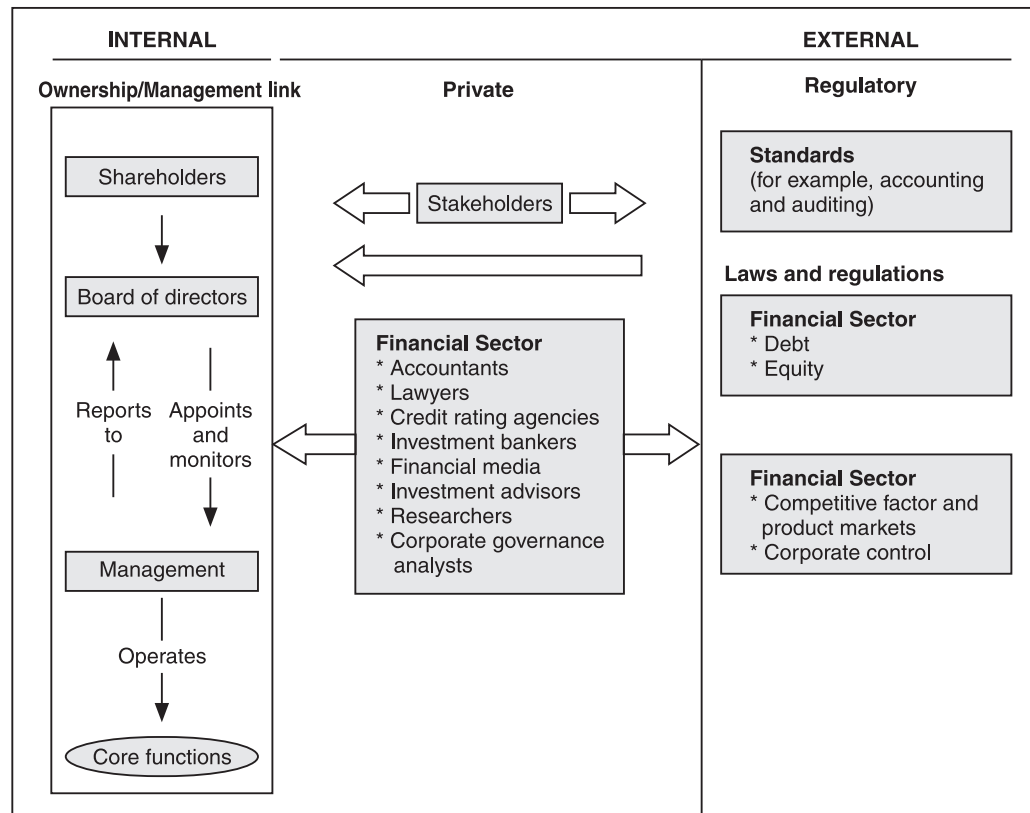 INTERNAL
EXTERNAL
Ownership/Management link
Private
Regulatory
Shareholders
Board of directors
Reports
to
Appoints
and
monitors
Management
Operates
Core functions
Stakeholders
Financial Sector
* Accountants
* Lawyers
* Credit rating agencies
* Investment bankers
* Financial media
* Investment advisors
* Researchers
* Corporate governance
analysts
Standards
(for example, accounting
and auditing)
Laws and regulations
Financial Sector
* Debt
* Equity
Financial Sector
* Competitive factor and
product markets
* Corporate control